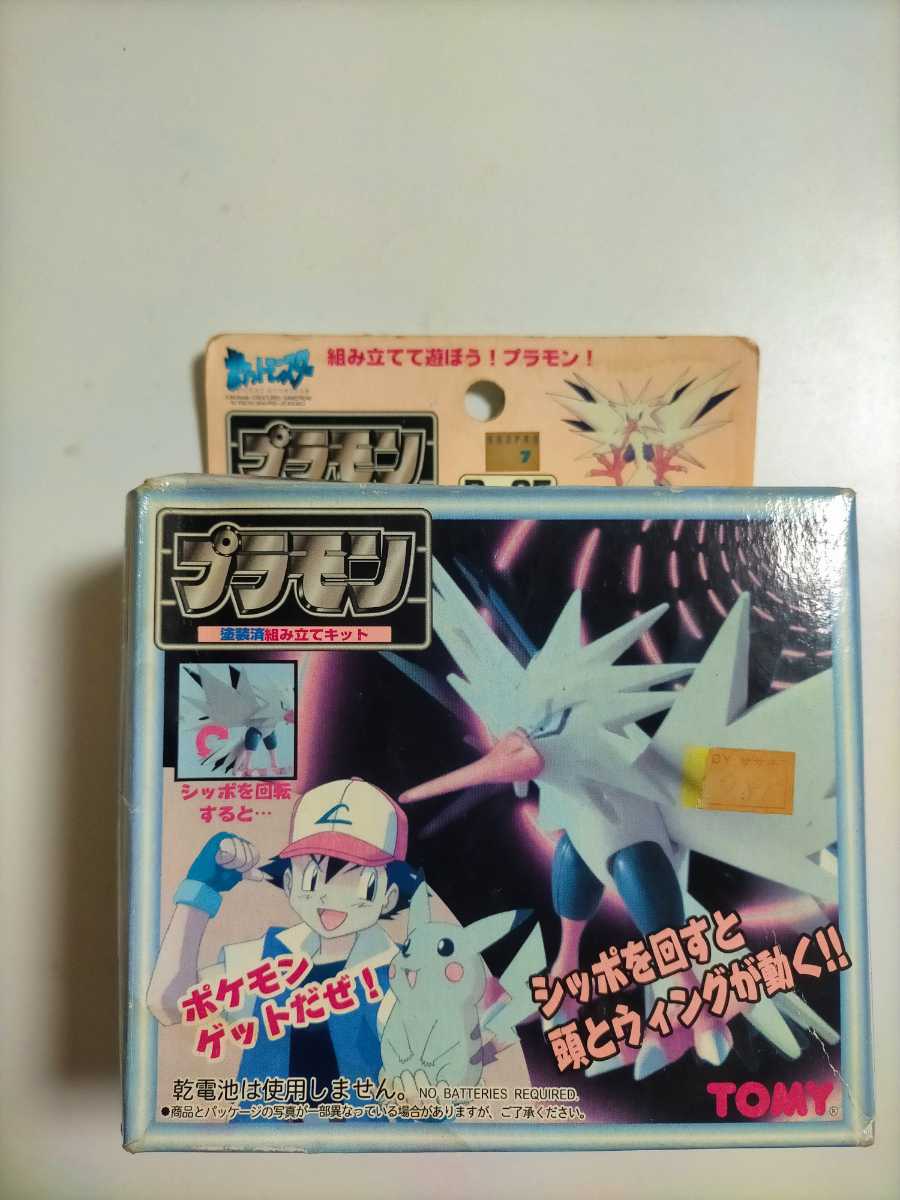 ポケットモンスター
組み立てて遊ぼう！プラモン！
プラモン
7
プラモン
塗装済組み立てキット
シッポを回転
すると…
ポケモン
ゲットだぜ！
シッポを回すと
頭とウィングが動く!!
乾電池は使用しません。NO BATTERIES REQUIRED.
●商品とパッケージの写真が一部異なっている場合がありますが、ご了承ください。
TOMY®